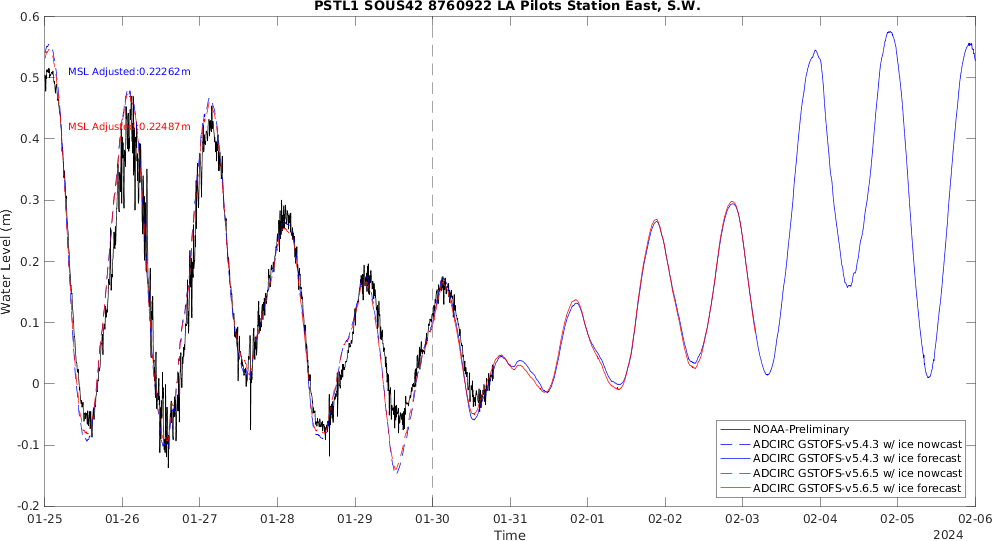 PSTL1 SOUS42 8760922 LA Pilots Station East, S.W.
0.6
0.5
0.4
0.3
0.2
0.1
0
-0.1
-0.2
Water Level (m)
MSL Adjusted:0.22262m
MSL Adjusted:0.22487m
NOAA-Preliminary
ADCIRC GSTOFS-v5.4.3 w/ ice nowcast
ADCIRC GSTOFS-v5.4.3 w/ ice forecast
ADCIRC GSTOFS-v5.6.5 w/ ice nowcast
ADCIRC GSTOFS-v5.6.5 w/ ice forecast
01-25 01-26 01-27 01-28 01-29 01-30 01-31 02-01 02-02 02-03 02-04 02-05 02-06
Time
2024